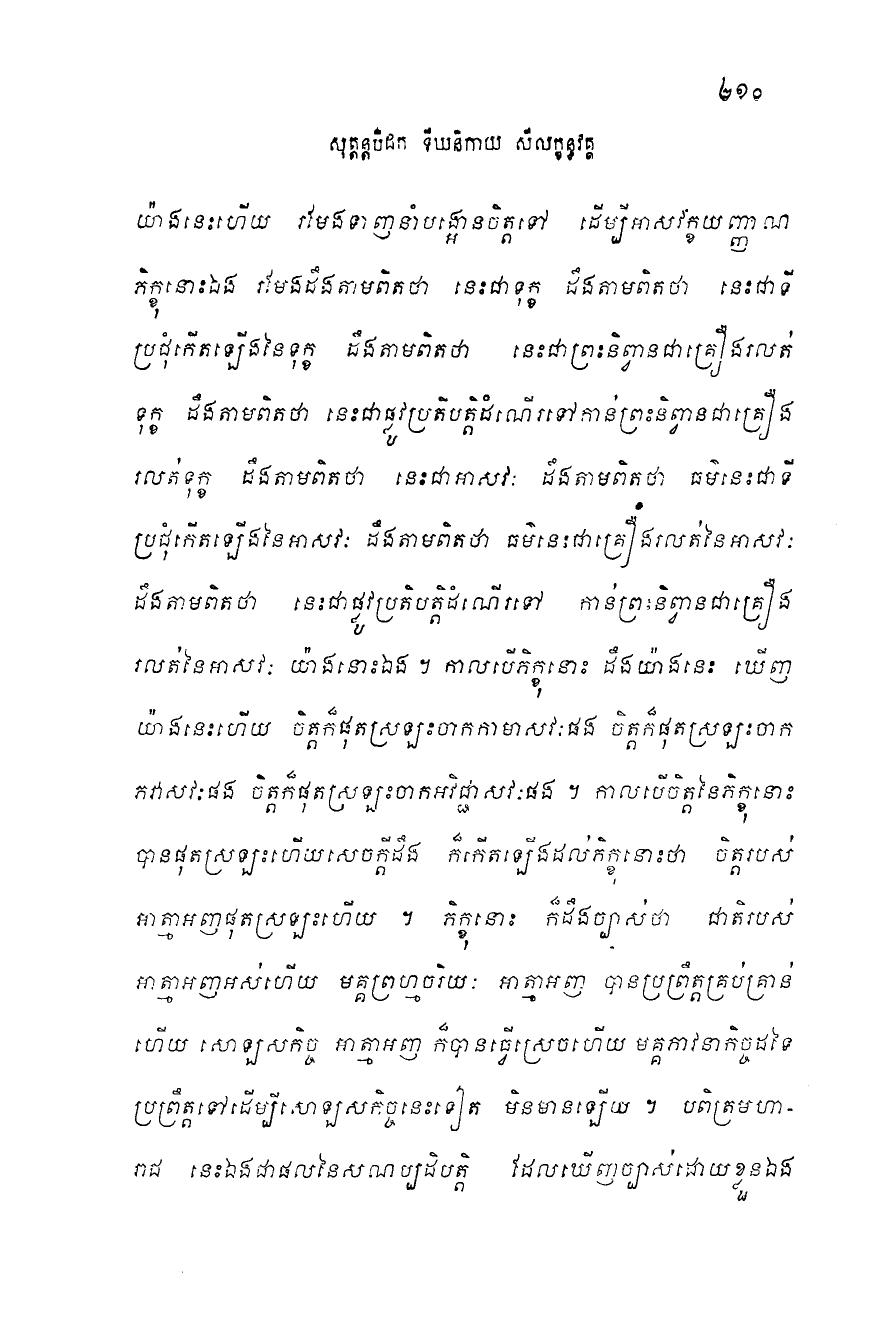 ២១០
សុត្តន្តបិដក ទីឃនិកាយ សីលក្ខន្ធវគ្គ
យ៉ាងនេះហើយ រមែងទាញនាំបង្អោនចិត្តទៅ ដើម្បីអាសវក្ខយញ្ញាណ
ភិក្ខុនោះឯង រមែងដឹងតាមពិតថា នេះជាទុក្ខ ដឹងតាមពិតថា នេះជាទី
ប្រជុំកើតឡើងនៃទុក្ខ ដឹងតាមពិតថា នេះជាព្រះនិព្វានជាគ្រឿងរលត់
ទុក្ខ ដឹងតាមពិតថា នេះជាផ្លូវប្រតិបត្តិដំណើរទៅកាន់ព្រះនិព្វានជាគ្រឿង
រលត់ទុក្ខ ដឹងតាមពិតថា នេះជាអាសវៈ ដឹងតាមពិតថា ធម៌នេះជាទី
ប្រជុំកើតឡើងនៃអាសវៈ ដឹងតាមពិតថា ធម៌នេះជាគ្រឿងរលត់នៃអាសវៈ
ដឹងតាមពិតថា នេះជាផ្លូវប្រតិបត្តិដំណើរទៅ កាន់ព្រះនិព្វានជាគ្រឿង
រលត់នៃអាសវៈ យ៉ាងនោះឯង ។ កាលបើភិក្ខុនោះ ដឹងយ៉ាងនេះ ឃើញ
យ៉ាងនេះហើយ ចិត្តក៏ផុតស្រឡះចាកកាមាសវៈផង ចិត្តក៏ផុតស្រឡះចាក
ភវាសវៈផង ចិត្តក៏ផុតស្រឡះចាកអវិជ្ជាសវៈផង ។ កាលបើចិត្តនៃភិក្ខុនោះ
បានផុតស្រឡះហើយសេចក្តីដឹង ក៏កើតឡើងដល់ភិក្ខុនោះថា ចិត្តរបស់
អាត្មាអញផុតស្រឡះហើយ ។ ភិក្ខុនោះ ក៏ដឹងច្បាស់ថា ជាតិរបស់
អាត្មាអញអស់ហើយ មគ្គព្រហ្មចរិយៈ អាត្មាអញ បានប្រព្រឹត្តគ្រប់គ្រាន់
ហើយ សោឡសកិច្ច អាត្មាអញ ក៏បានធ្វើស្រេចហើយ មគ្គភាវនាកិច្ចដទៃ
ប្រព្រឹត្តទៅដើម្បីសោឡសកិច្ចនេះទៀត មិនមានឡើយ ។ បពិត្រមហា-
រាជ នេះឯងជាផលនៃសណប្បដិបត្តិ ដែលឃើញច្បាស់ដោយខ្លួនឯង